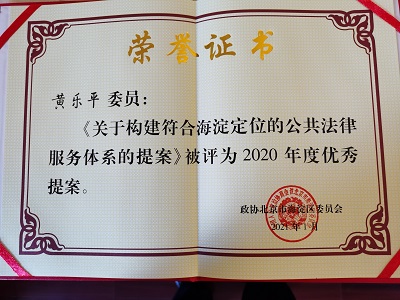 荣誉证书
黄乐平委员：
《关于构建符合海淀定位的公共法律
服务体系的提案》被评为2020年度优秀
提案。
政协北京市海淀区委员会
2021年1月